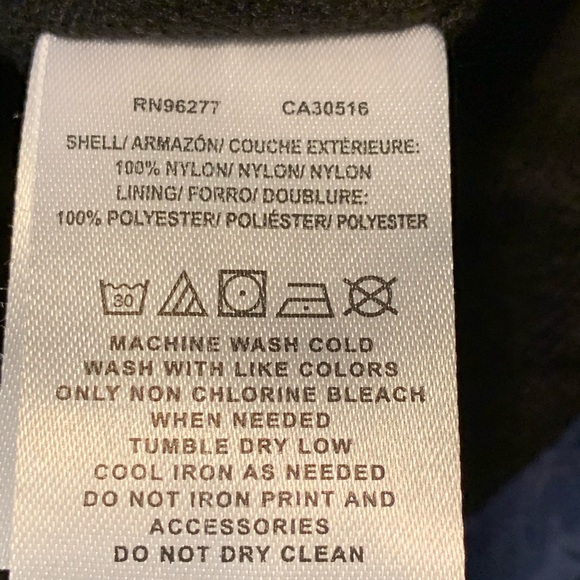 RN96277 CA30516
SHELL/ ARMAZÓN/ COUCHE EXTÉRIEURE:
100% NYLON/ NYLON/ NYLON
LINING/ FORRO/ DOUBLURE:
100% POLYESTER/ POLIÉSTER/ POLYESTER
30
MACHINE WASH COLD
WASH WITH LIKE COLORS
ONLY NON CHLORINE BLEACH
WHEN NEEDED
TUMBLE DRY LOW
COOL IRON AS NEEDED
DO NOT IRON PRINT AND
ACCESSORIES
DO NOT DRY CLEAN